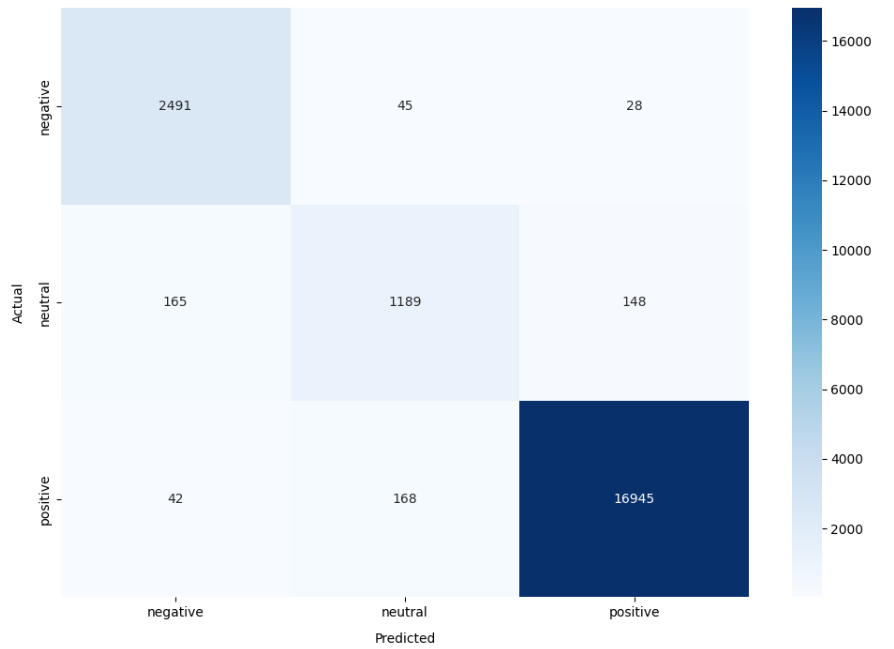 negative
2491 45 28
neutral
165 1189 148
positive
42 168 16945
negative neutral positive
Actual
Predicted
16000
14000
12000
10000
8000
6000
4000
2000